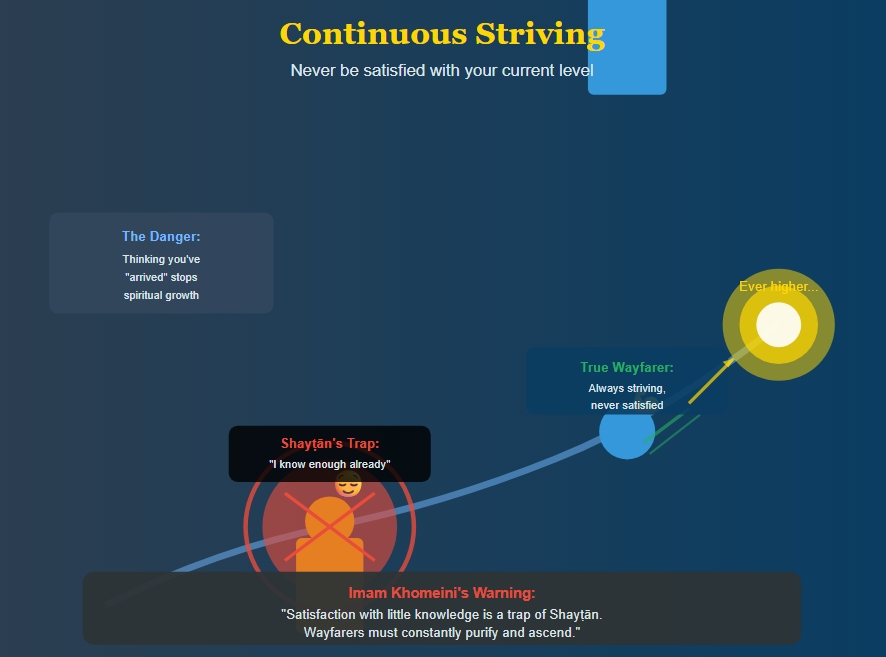 Continuous Striving
Never be satisfied with your current level
The Danger:
Thinking you've
"arrived" stops
spiritual growth
Ever higher...
True Wayfarer:
Always striving,
never satisfied
Shayṭān's Trap:
"I know enough already"
Imam Khomeini's Warning:
"Satisfaction with little knowledge is a trap of Shayṭān.
Wayfarers must constantly purify and ascend."